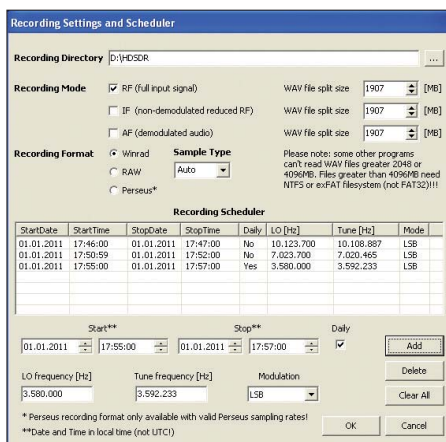 Recording Settings and Scheduler
Recording Directory D:\HDSDR ...
Recording Mode RF (full input signal) WAV file split size 1907 [MB]
IF (non-demodulated reduced RF) WAV file split size 1907 [MB]
AF (demodulated audio) WAV file split size 1907 [MB]
Recording Format Winrad Sample Type Please note: some other programs
can't read WAV files greater 2048 or
RAW Auto 4096MB. Files greater than 4096MB need
Perseus* NTFS or exFAT filesystem (not FAT32)!!!
Recording Scheduler
StartDate StartTime StopDate StopTime Daily LO [Hz] Tune [Hz] Mode
01.01.2011 17:46:00 01.01.2011 17:47:00 No 10.123.700 10.108.887 LSB
01.01.2011 17:50:59 01.01.2011 17:52:00 No 7.023.700 7.020.465 LSB
01.01.2011 17:55:00 01.01.2011 17:57:00 Yes 3.580.000 3.592.233 LSB
Start** Stop** Daily
01.01.2011 17:55:00 01.01.2011 17:57:00 Add
Delete
LO frequency [Hz] Tune frequency [Hz] Modulation
3.580.000 3.592.233 LSB Clear All
* Perseus recording format only available with valid Perseus sampling rates!
**Date and Time in local time (not UTC!) OK Cancel